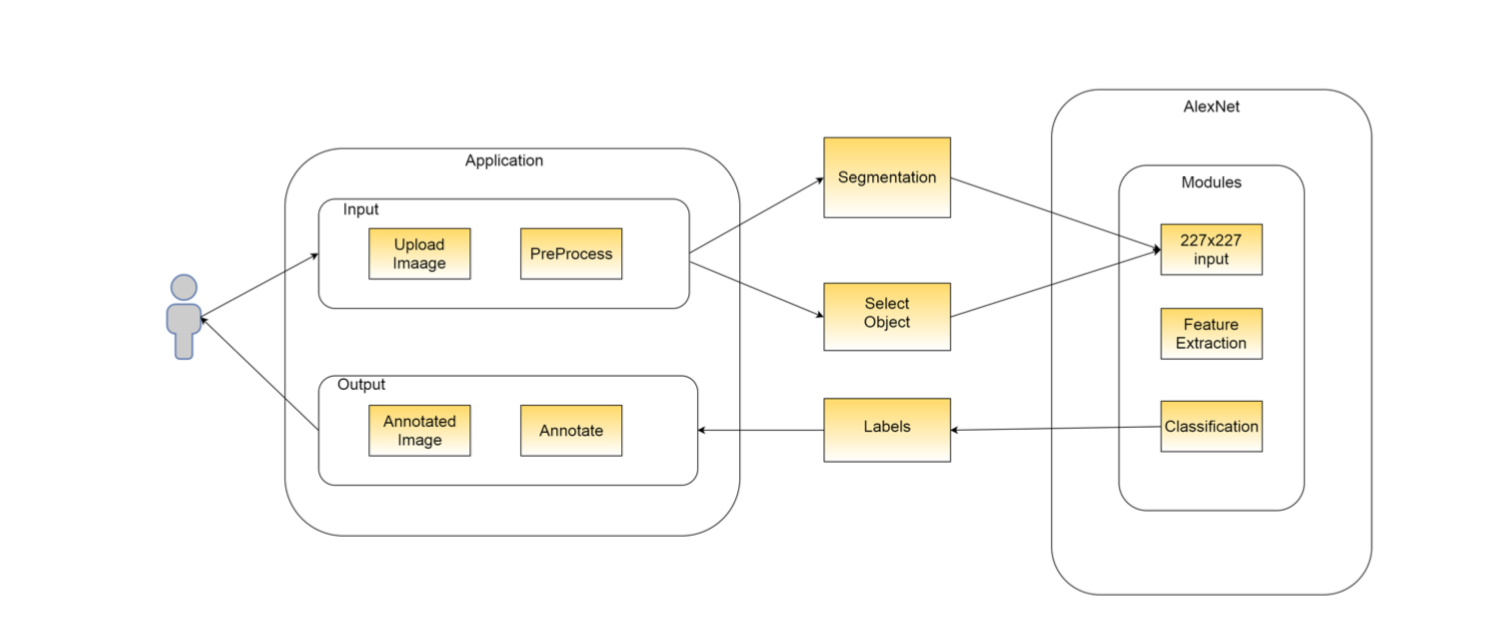 Application
Input
Upload
Imaage
PreProcess
Output
Annotated
Image
Annotate
Segmentation
Select
Object
Labels
AlexNet
Modules
227x227
input
Feature
Extraction
Classification